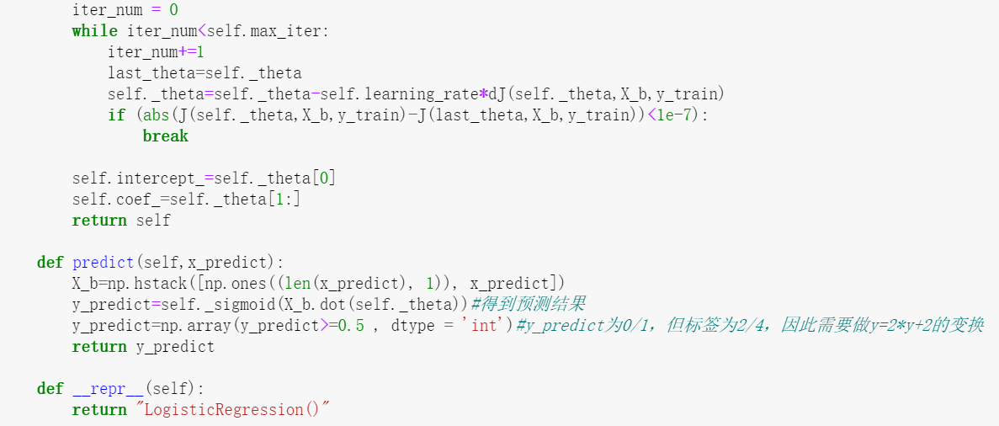 iter_num = 0
while iter_num<self.max_iter:
iter_num+=1
last_theta=self._theta
self._theta=self._theta-self.learning_rate*dJ(self._theta,X_b,y_train)
if (abs(J(self._theta,X_b,y_train)-J(last_theta,X_b,y_train))<1e-7):
break
self.intercept_=self._theta[0]
self.coef_=self._theta[1:]
return self
def predict(self,x_predict):
X_b=np.hstack([np.ones((len(x_predict), 1)), x_predict])
y_predict=self._sigmoid(X_b.dot(self._theta))#得到预测结果
y_predict=np.array(y_predict>=0.5 , dtype = 'int')#y_predict为0/1，但标签为2/4，因此需要做y=2*y+2的变换
return y_predict
def __repr__(self):
return "LogisticRegression()"